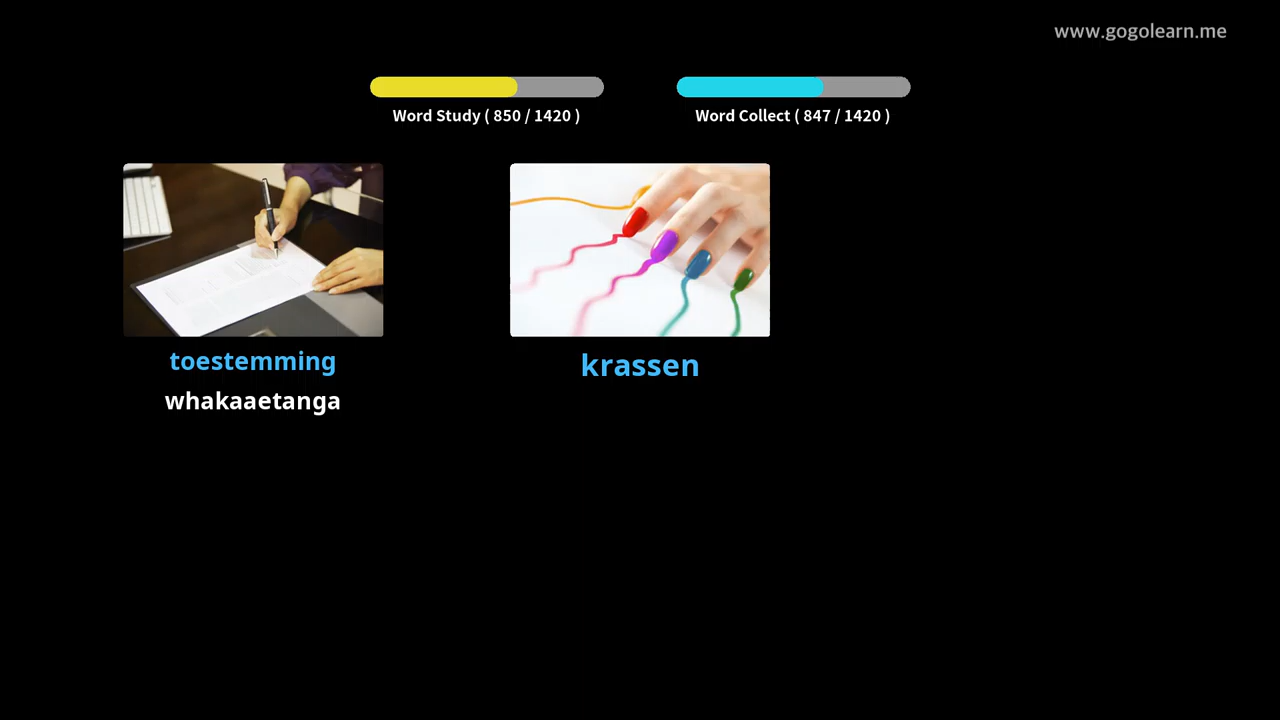 www.gogolearn.me
Word Study ( 850 / 1420 )
Word Collect ( 847 / 1420 )
toestemming
whakaaetanga
krassen